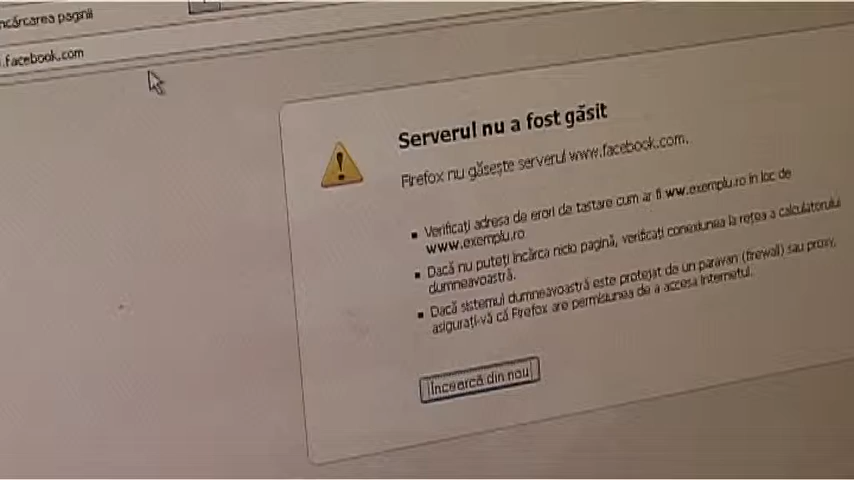 ncărcarea paginii
.facebook.com
Serverul nu a fost găsit
Firefox nu găsește serverul www.facebook.com.
Verificați adresa de erori de tastare cum ar fi ww.exemplu.ro în loc de
www.exemplu.ro
Dacă nu puteți încărca nicio pagină, verificați conexiunea la rețea a calculatorului
dumneavoastră.
Dacă sistemul dumneavoastră este protejat de un paravan (firewall) sau proxy,
asigurați-vă că Firefox are permisiunea de a accesa Internetul.
Încearcă din nou